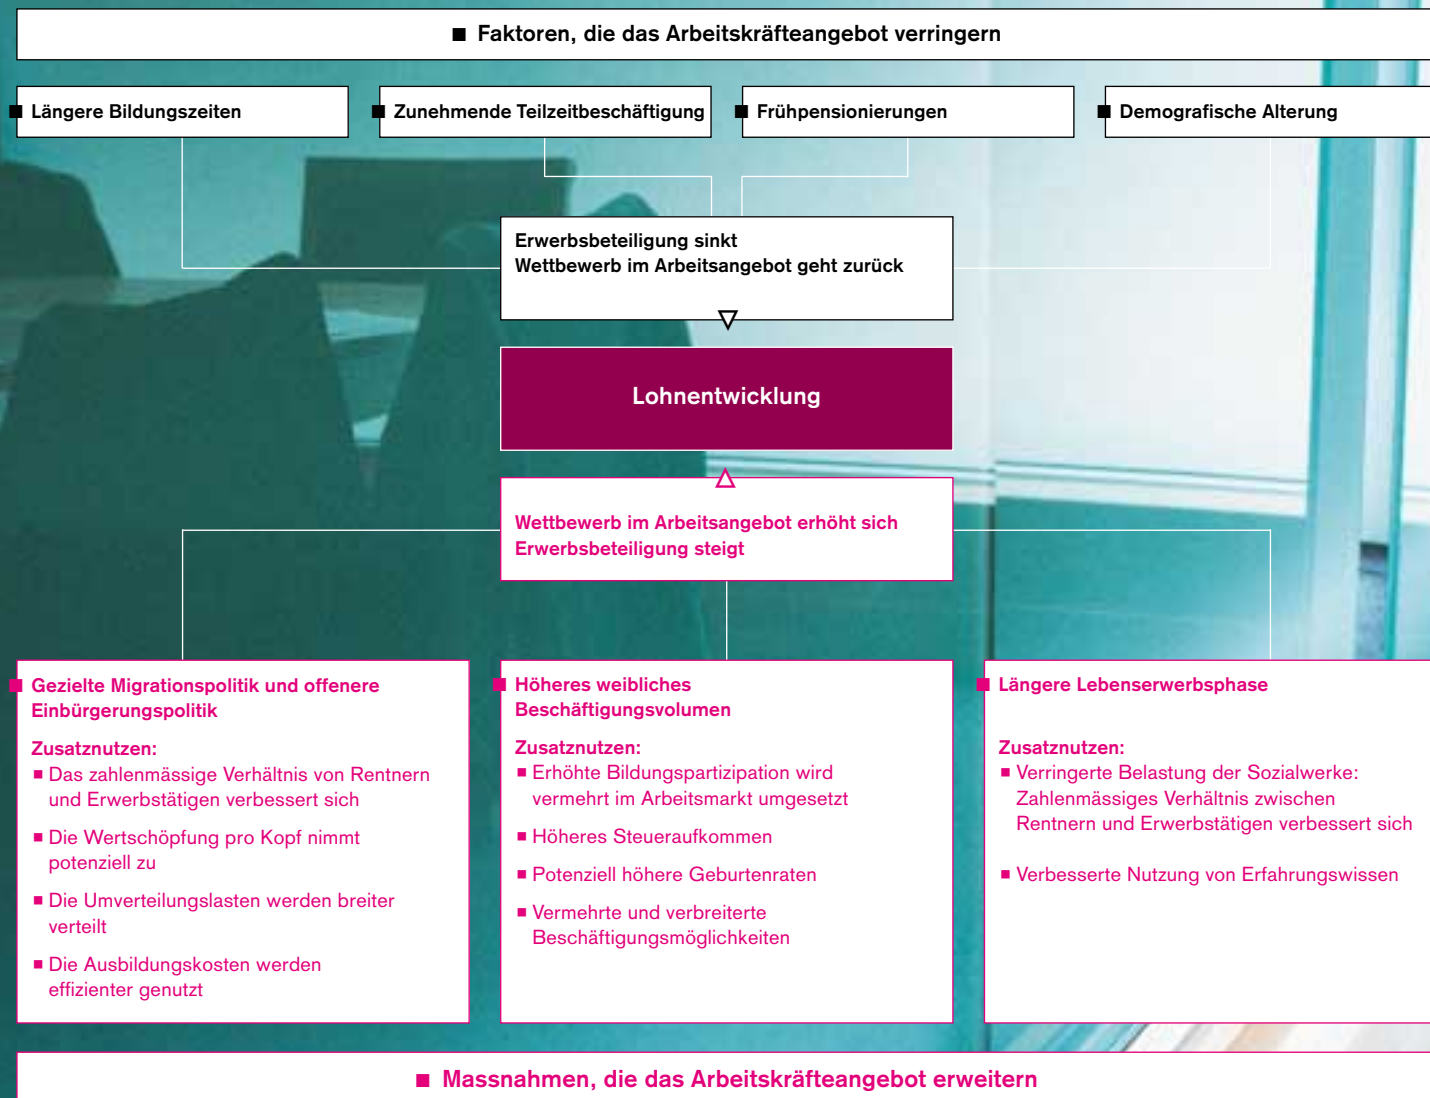 ■ Faktoren, die das Arbeitskräfteangebot verringern
■ Längere Bildungszeiten
■ Zunehmende Teilzeitbeschäftigung
■ Frühpensionierungen
■ Demografische Alterung
Erwerbsbeteiligung sinkt
Wettbewerb im Arbeitsangebot geht zurück
Lohnentwicklung
Wettbewerb im Arbeitsangebot erhöht sich
Erwerbsbeteiligung steigt
■ Gezielte Migrationspolitik und offenere
Einbürgerungspolitik
Zusatznutzen:
■ Das zahlenmässige Verhältnis von Rentnern
und Erwerbstätigen verbessert sich
■ Die Wertschöpfung pro Kopf nimmt
potenziell zu
■ Die Umverteilungslasten werden breiter
verteilt
■ Die Ausbildungskosten werden
effizienter genutzt
■ Höheres weibliches
Beschäftigungsvolumen
Zusatznutzen:
■ Erhöhte Bildungspartizipation wird
vermehrt im Arbeitsmarkt umgesetzt
■ Höheres Steueraufkommen
■ Potenziell höhere Geburtenraten
■ Vermehrte und verbreiterte
Beschäftigungsmöglichkeiten
■ Längere Lebenserwerbsphase
Zusatznutzen:
■ Verringerte Belastung der Sozialwerke:
Zahlenmässiges Verhältnis zwischen
Rentnern und Erwerbstätigen verbessert sich
■ Verbesserte Nutzung von Erfahrungswissen
■ Massnahmen, die das Arbeitskräfteangebot erweitern